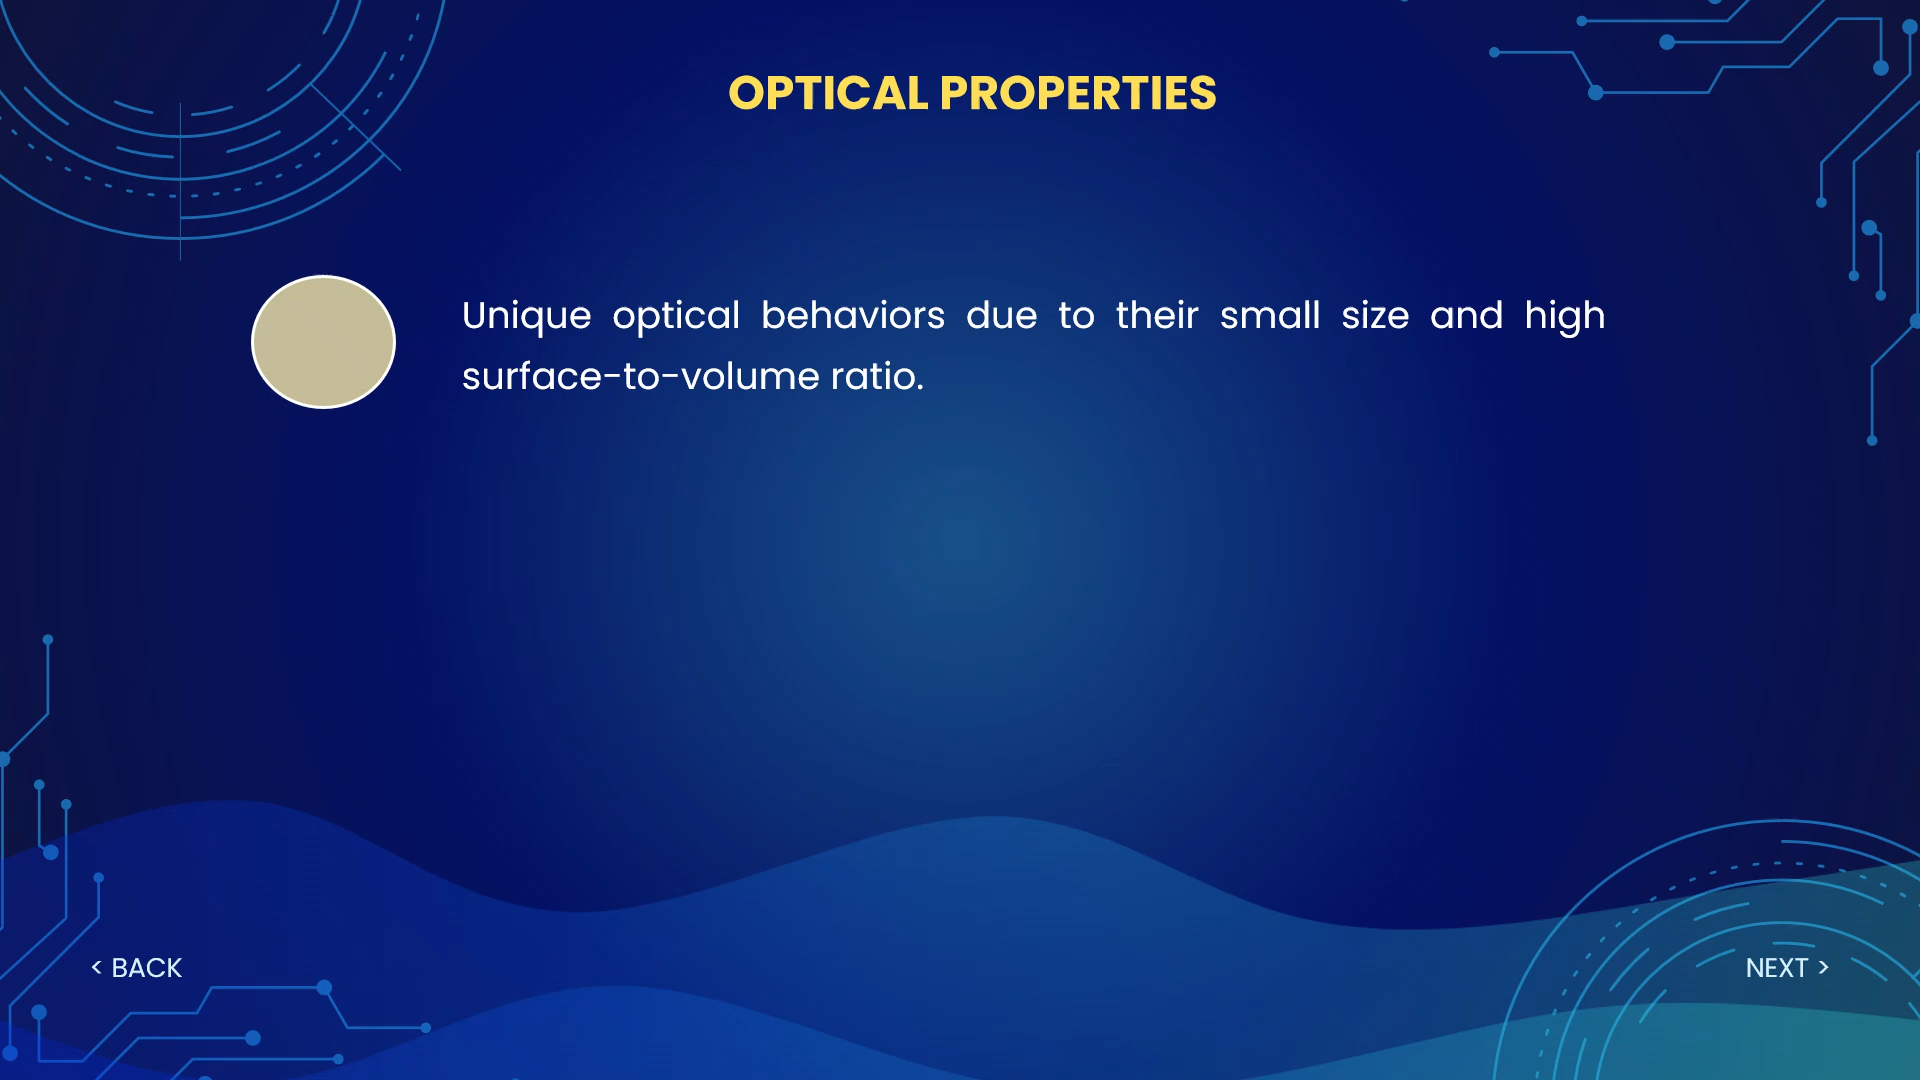 OPTICAL PROPERTIES
Unique optical behaviors due to their small size and high
surface-to-volume ratio.
< BACK
NEXT >